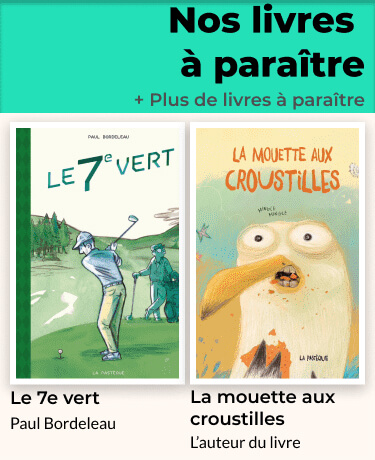 Nos livres
à paraître
+ Plus de livres à paraître
PAUL BORDELEAU
LE 7e VERT
LA PASTÈQUE
LA MOUETTE AUX
CROUSTILLES
LA PASTÈQUE
Le 7e vert
Paul Bordeleau
La mouette aux
croustilles
L'auteur du livre